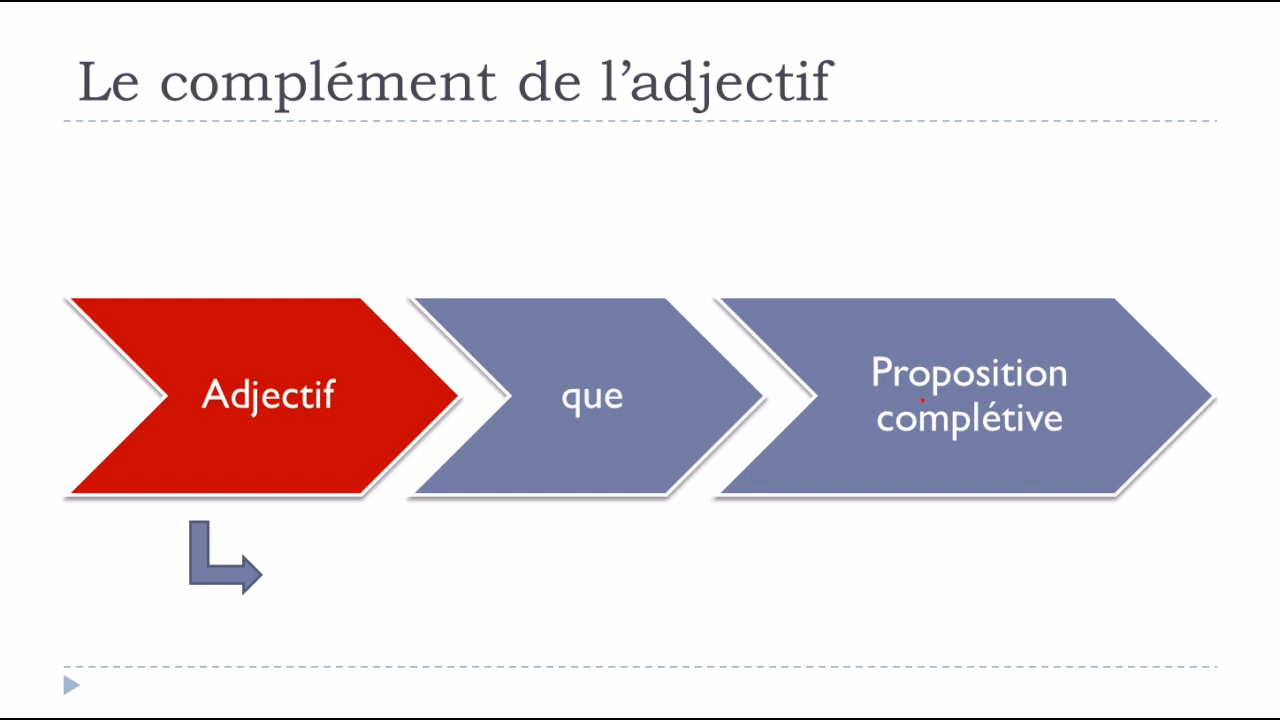 Le complément de l’adjectif
Adjectif
que
Proposition
complétive